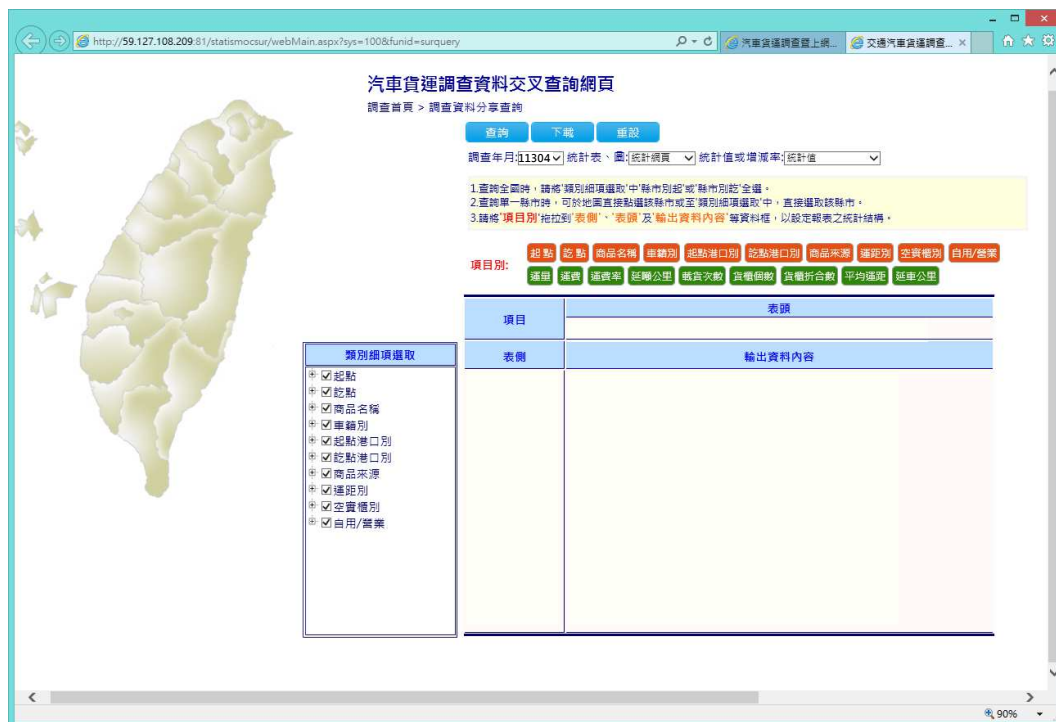 http://59.127.108.209:81/statismocsur/webMain.aspx?sys=100&funid=surquery
汽車貨運調查暨上網...
交通汽車貨運調查...
汽車貨運調查資料交叉查詢網頁
調查首頁 > 調查資料分享查詢
查詢 下載 重設
調查年月:11304 統計表、圖:統計網頁 統計值或增減率:統計值
1.查詢全國時，請將'類別細項選取'中'縣市別起'或'縣市別訖'全選。
2.查詢單一縣市時，可於地圖直接點選該縣市或至'類別細項選取'中，直接選取該縣市。
3.請將'項目別'拖拉到'表側'、'表頭'及'輸出資料內容'等資料框，以設定報表之統計結構。
項目別:
起點 訖點 商品名稱 車籍別 起點港口別 訖點港口別 商品來源 運距別 空實櫃別 自用/營業
運量 運費 運費率 延噸公里 載貨次數 貨櫃個數 貨櫃折合數 平均運距 延車公里
項目 表頭
表側 輸出資料內容
類別細項選取
起點
訖點
商品名稱
車籍別
起點港口別
訖點港口別
商品來源
運距別
空實櫃別
自用/營業
90%